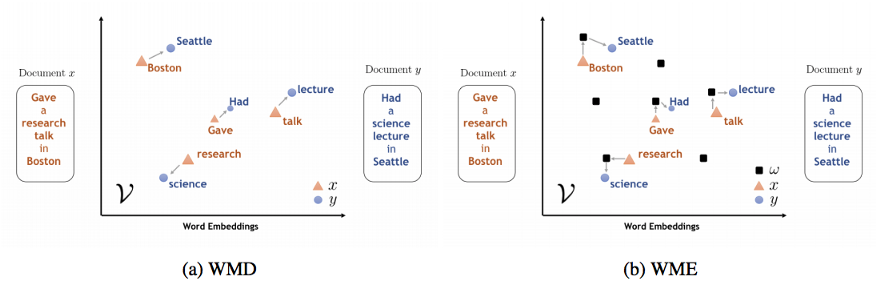 Document x
Gave
a
research
talk
in
Boston
Seattle
Boston
Had
Gave
lecture
talk
research
science
𝒱
x
y
Word Embeddings
Document y
Had
a
science
lecture
in
Seattle
(a) WMD
Document x
Gave
a
research
talk
in
Boston
Seattle
Boston
Had
Gave
lecture
talk
research
science
𝒱
ω
x
y
Word Embeddings
Document y
Had
a
science
lecture
in
Seattle
(b) WME